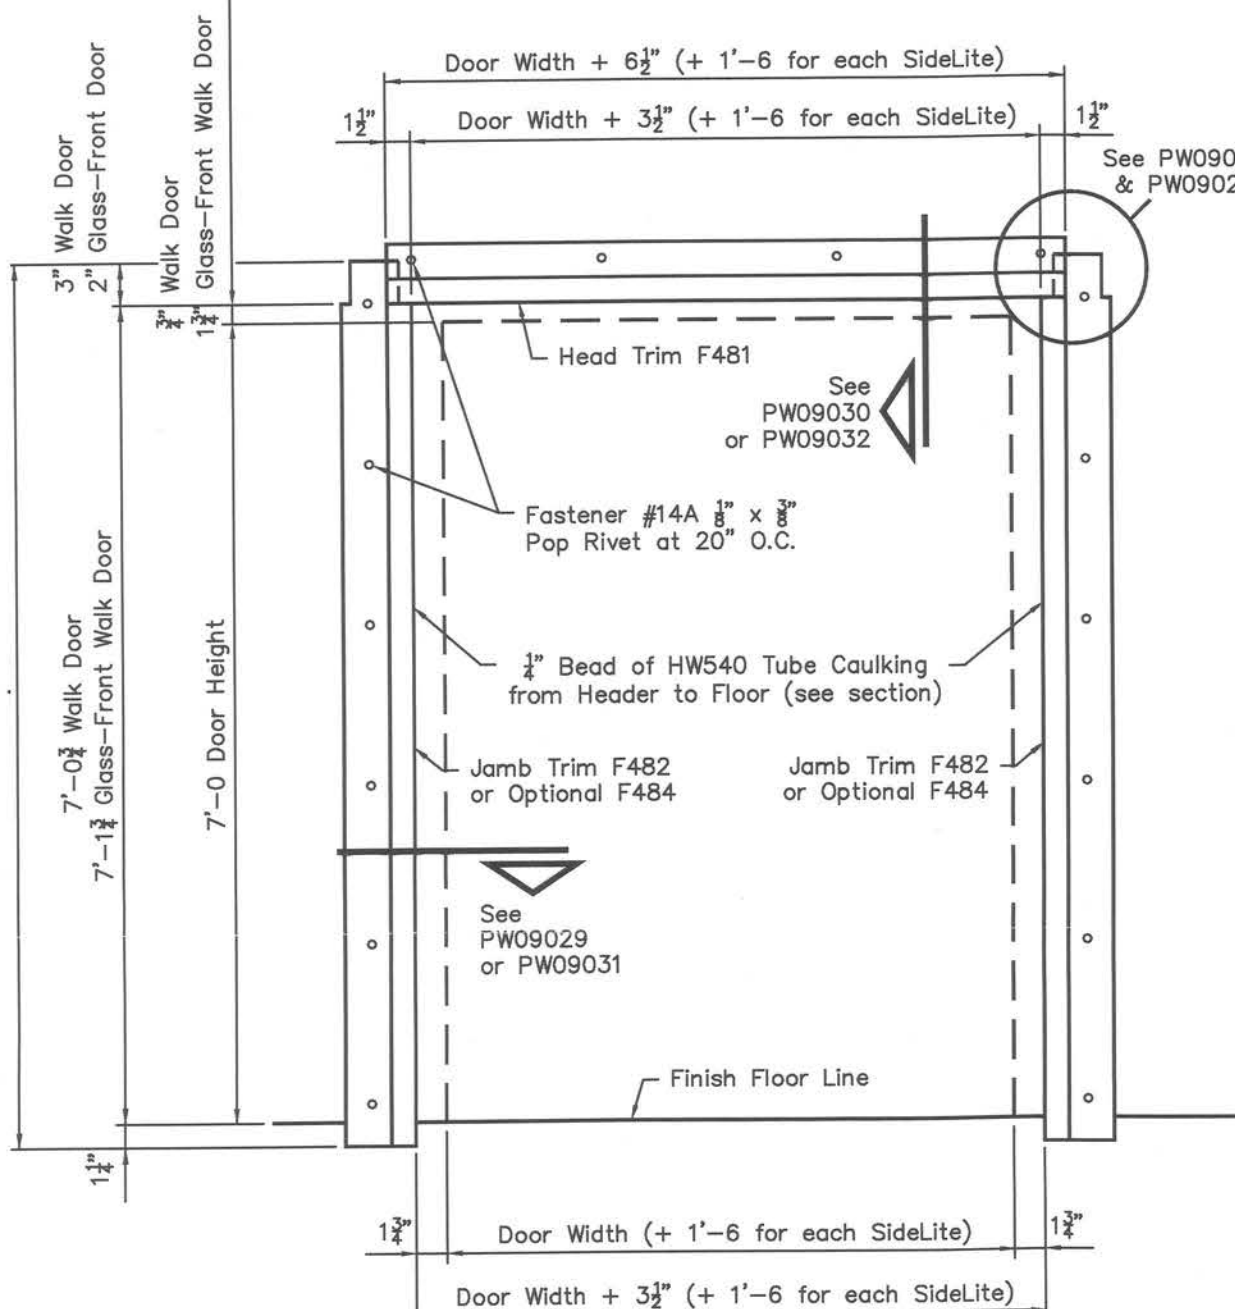 Door Width + 6½" (+ 1'-6 for each SideLite)
1½"
Door Width + 3½" (+ 1'-6 for each SideLite)
1½"
See PW090
& PW0902
3" Walk Door
2" Glass-Front Door
¾" Walk Door
1¾" Glass-Front Walk Door
Head Trim F481
See
PW09030
or PW09032
Fastener #14A ⅛" x ⅜"
Pop Rivet at 20" O.C.
7'-0¾" Walk Door
7'-1¾" Glass-Front Walk Door
7'-0 Door Height
¼" Bead of HW540 Tube Caulking
from Header to Floor (see section)
Jamb Trim F482
or Optional F484
Jamb Trim F482
or Optional F484
See
PW09029
or PW09031
Finish Floor Line
1¼"
1¾"
Door Width (+ 1'-6 for each SideLite)
1¾"
Door Width + 3½" (+ 1'-6 for each SideLite)